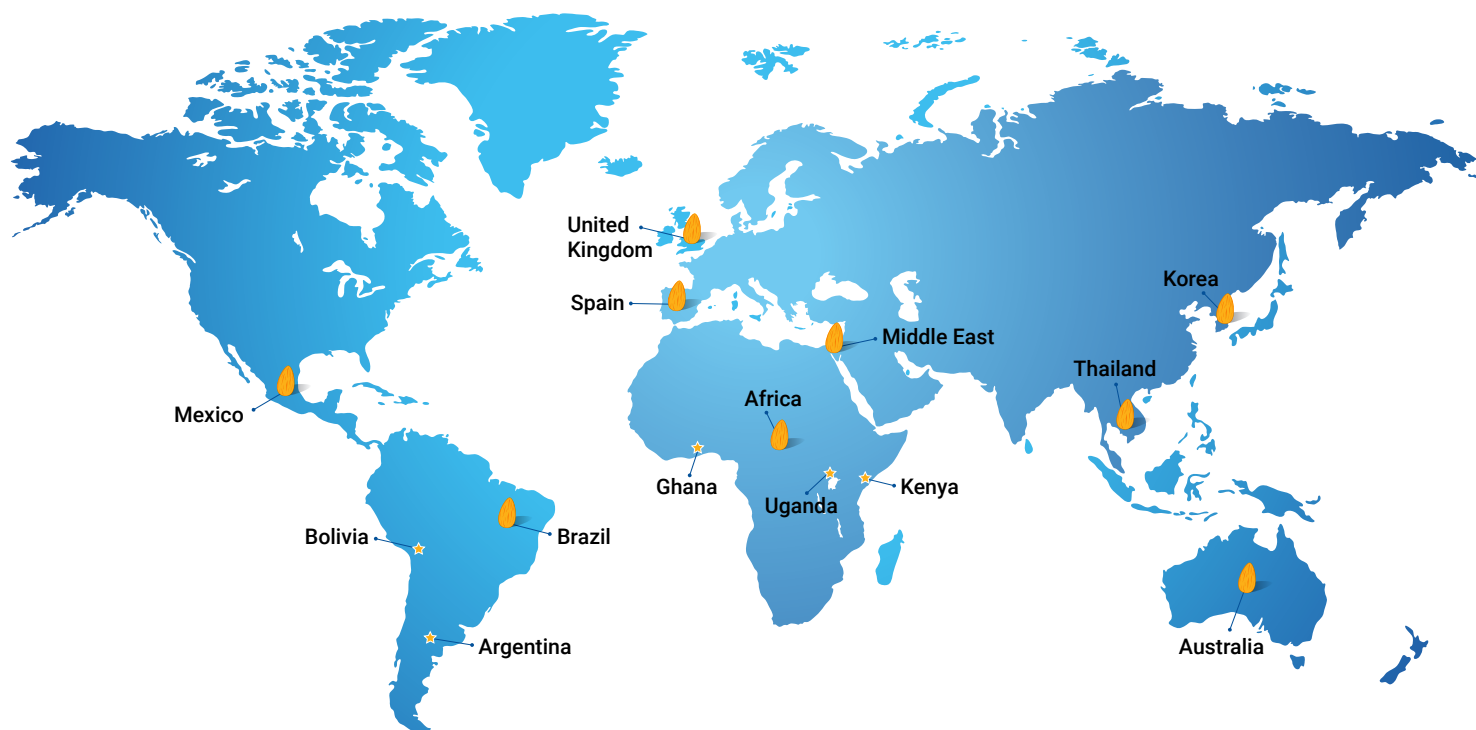 United
Kingdom
Korea
Spain
Middle East
Thailand
Africa
Mexico
Ghana
Kenya
Uganda
Bolivia
Brazil
Argentina
Australia